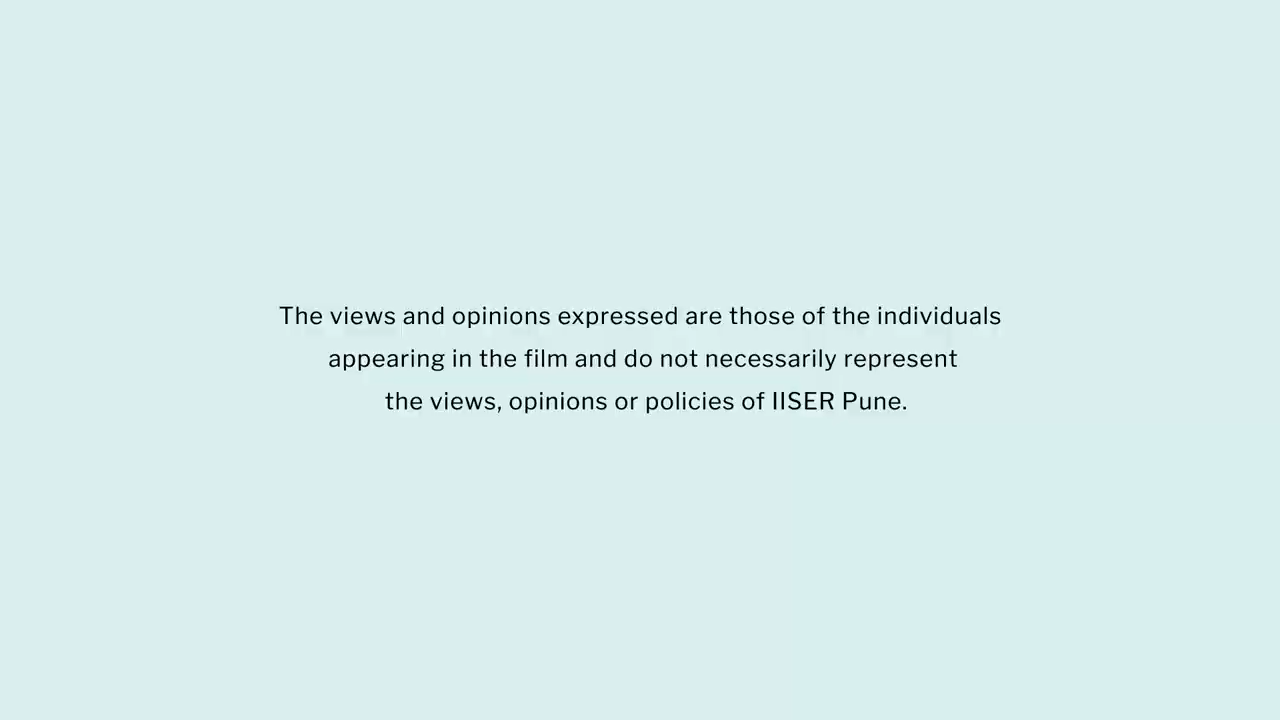 The views and opinions expressed are those of the individuals
appearing in the film and do not necessarily represent
the views, opinions or policies of IISER Pune.